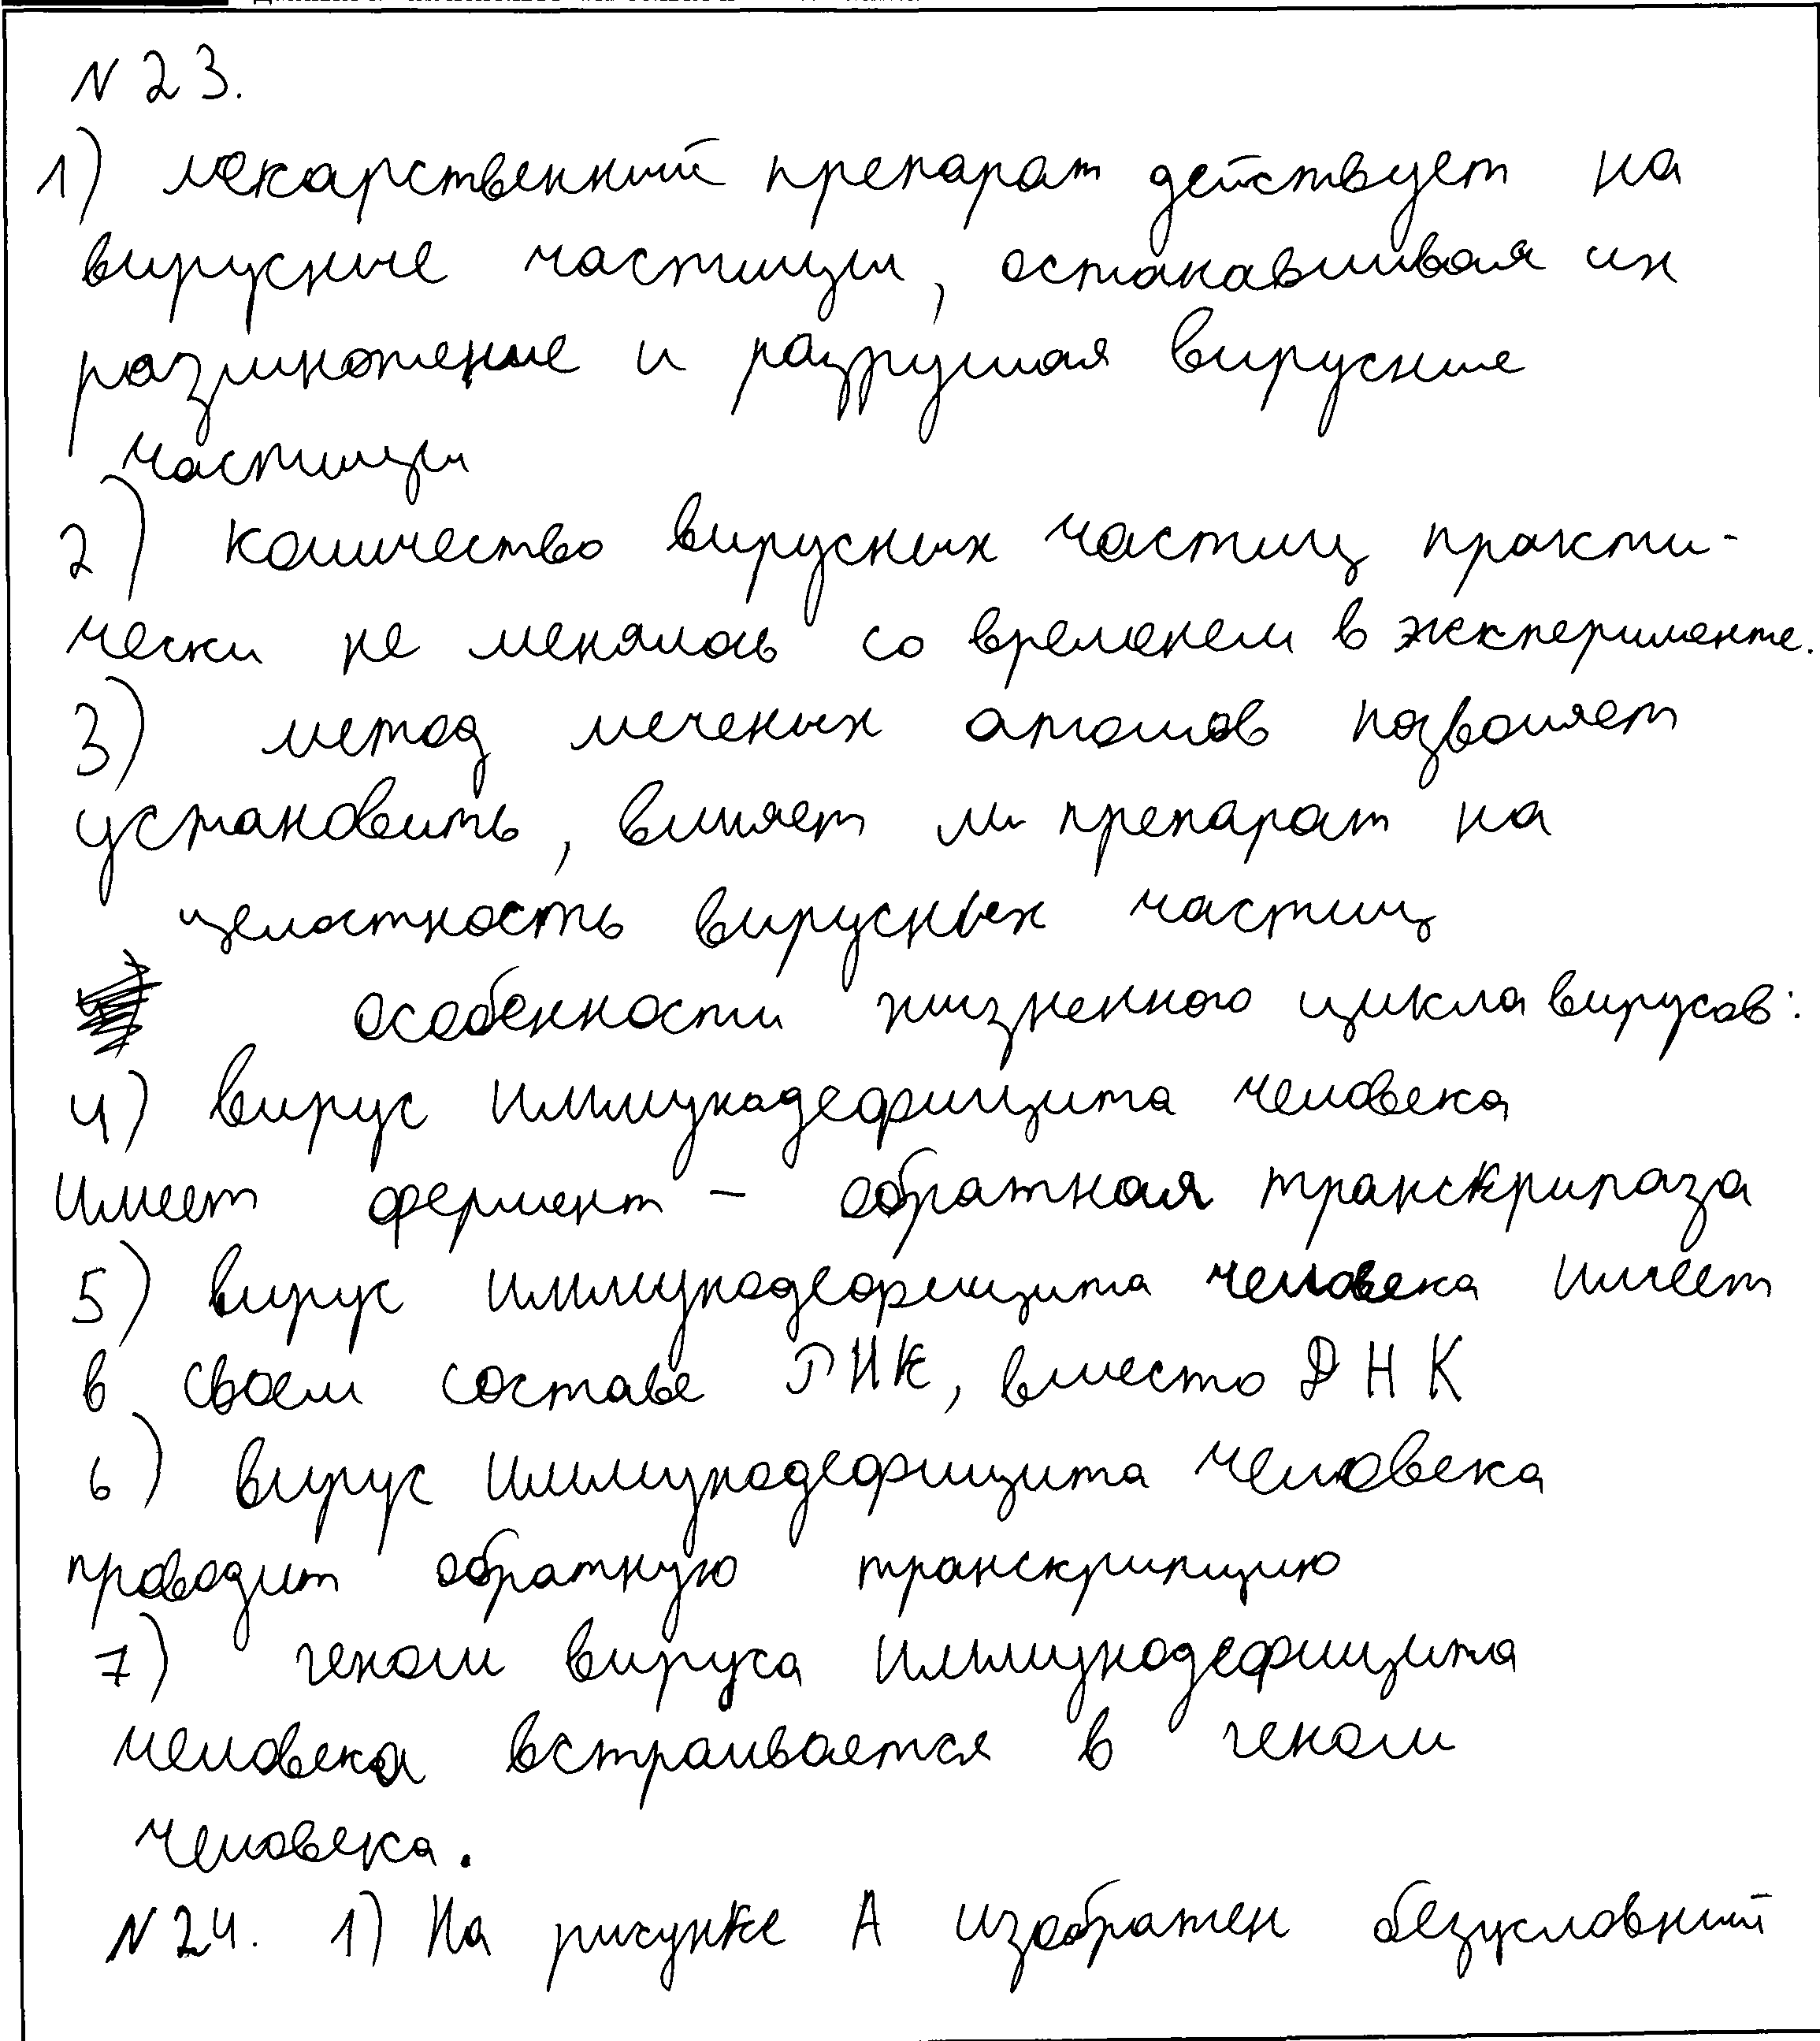 N 23.
1) лекарственный препарат действует на
вирусные частицы, останавливая их
размножение и разрушая вирусные
частицы
2) количество вирусных частиц практи-
чески не менялось со временем в эксперименте.
3) метод меченых атомов позволяет
установить, влияет ли препарат на
целостность вирусных частиц
особенности жизненного цикла вирусов:
4) вирус иммунодефицита человека
имеет фермент – обратная транскрипаза
5) вирус иммунодефицита человека имеет
в своем составе РНК, вместо ДНК
6) вирус иммунодефицита человека
проводит обратную транскрипцию
7) геном вируса иммунодефицита
человека встраивается в геном
человека.
N 24. 1) На рисунке А изображен безусловный